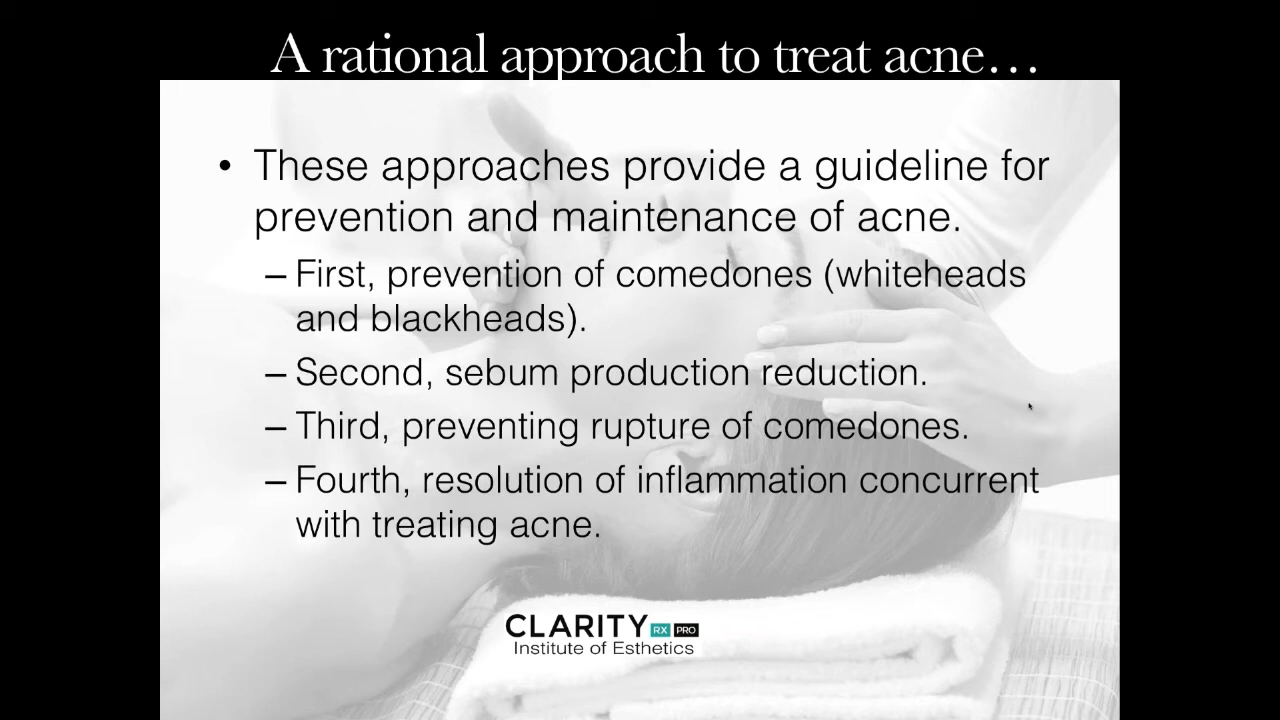 A rational approach to treat acne…
• These approaches provide a guideline for
prevention and maintenance of acne.
– First, prevention of comedones (whiteheads
and blackheads).
– Second, sebum production reduction.
– Third, preventing rupture of comedones.
– Fourth, resolution of inflammation concurrent
with treating acne.
CLARITY RX PRO
Institute of Esthetics